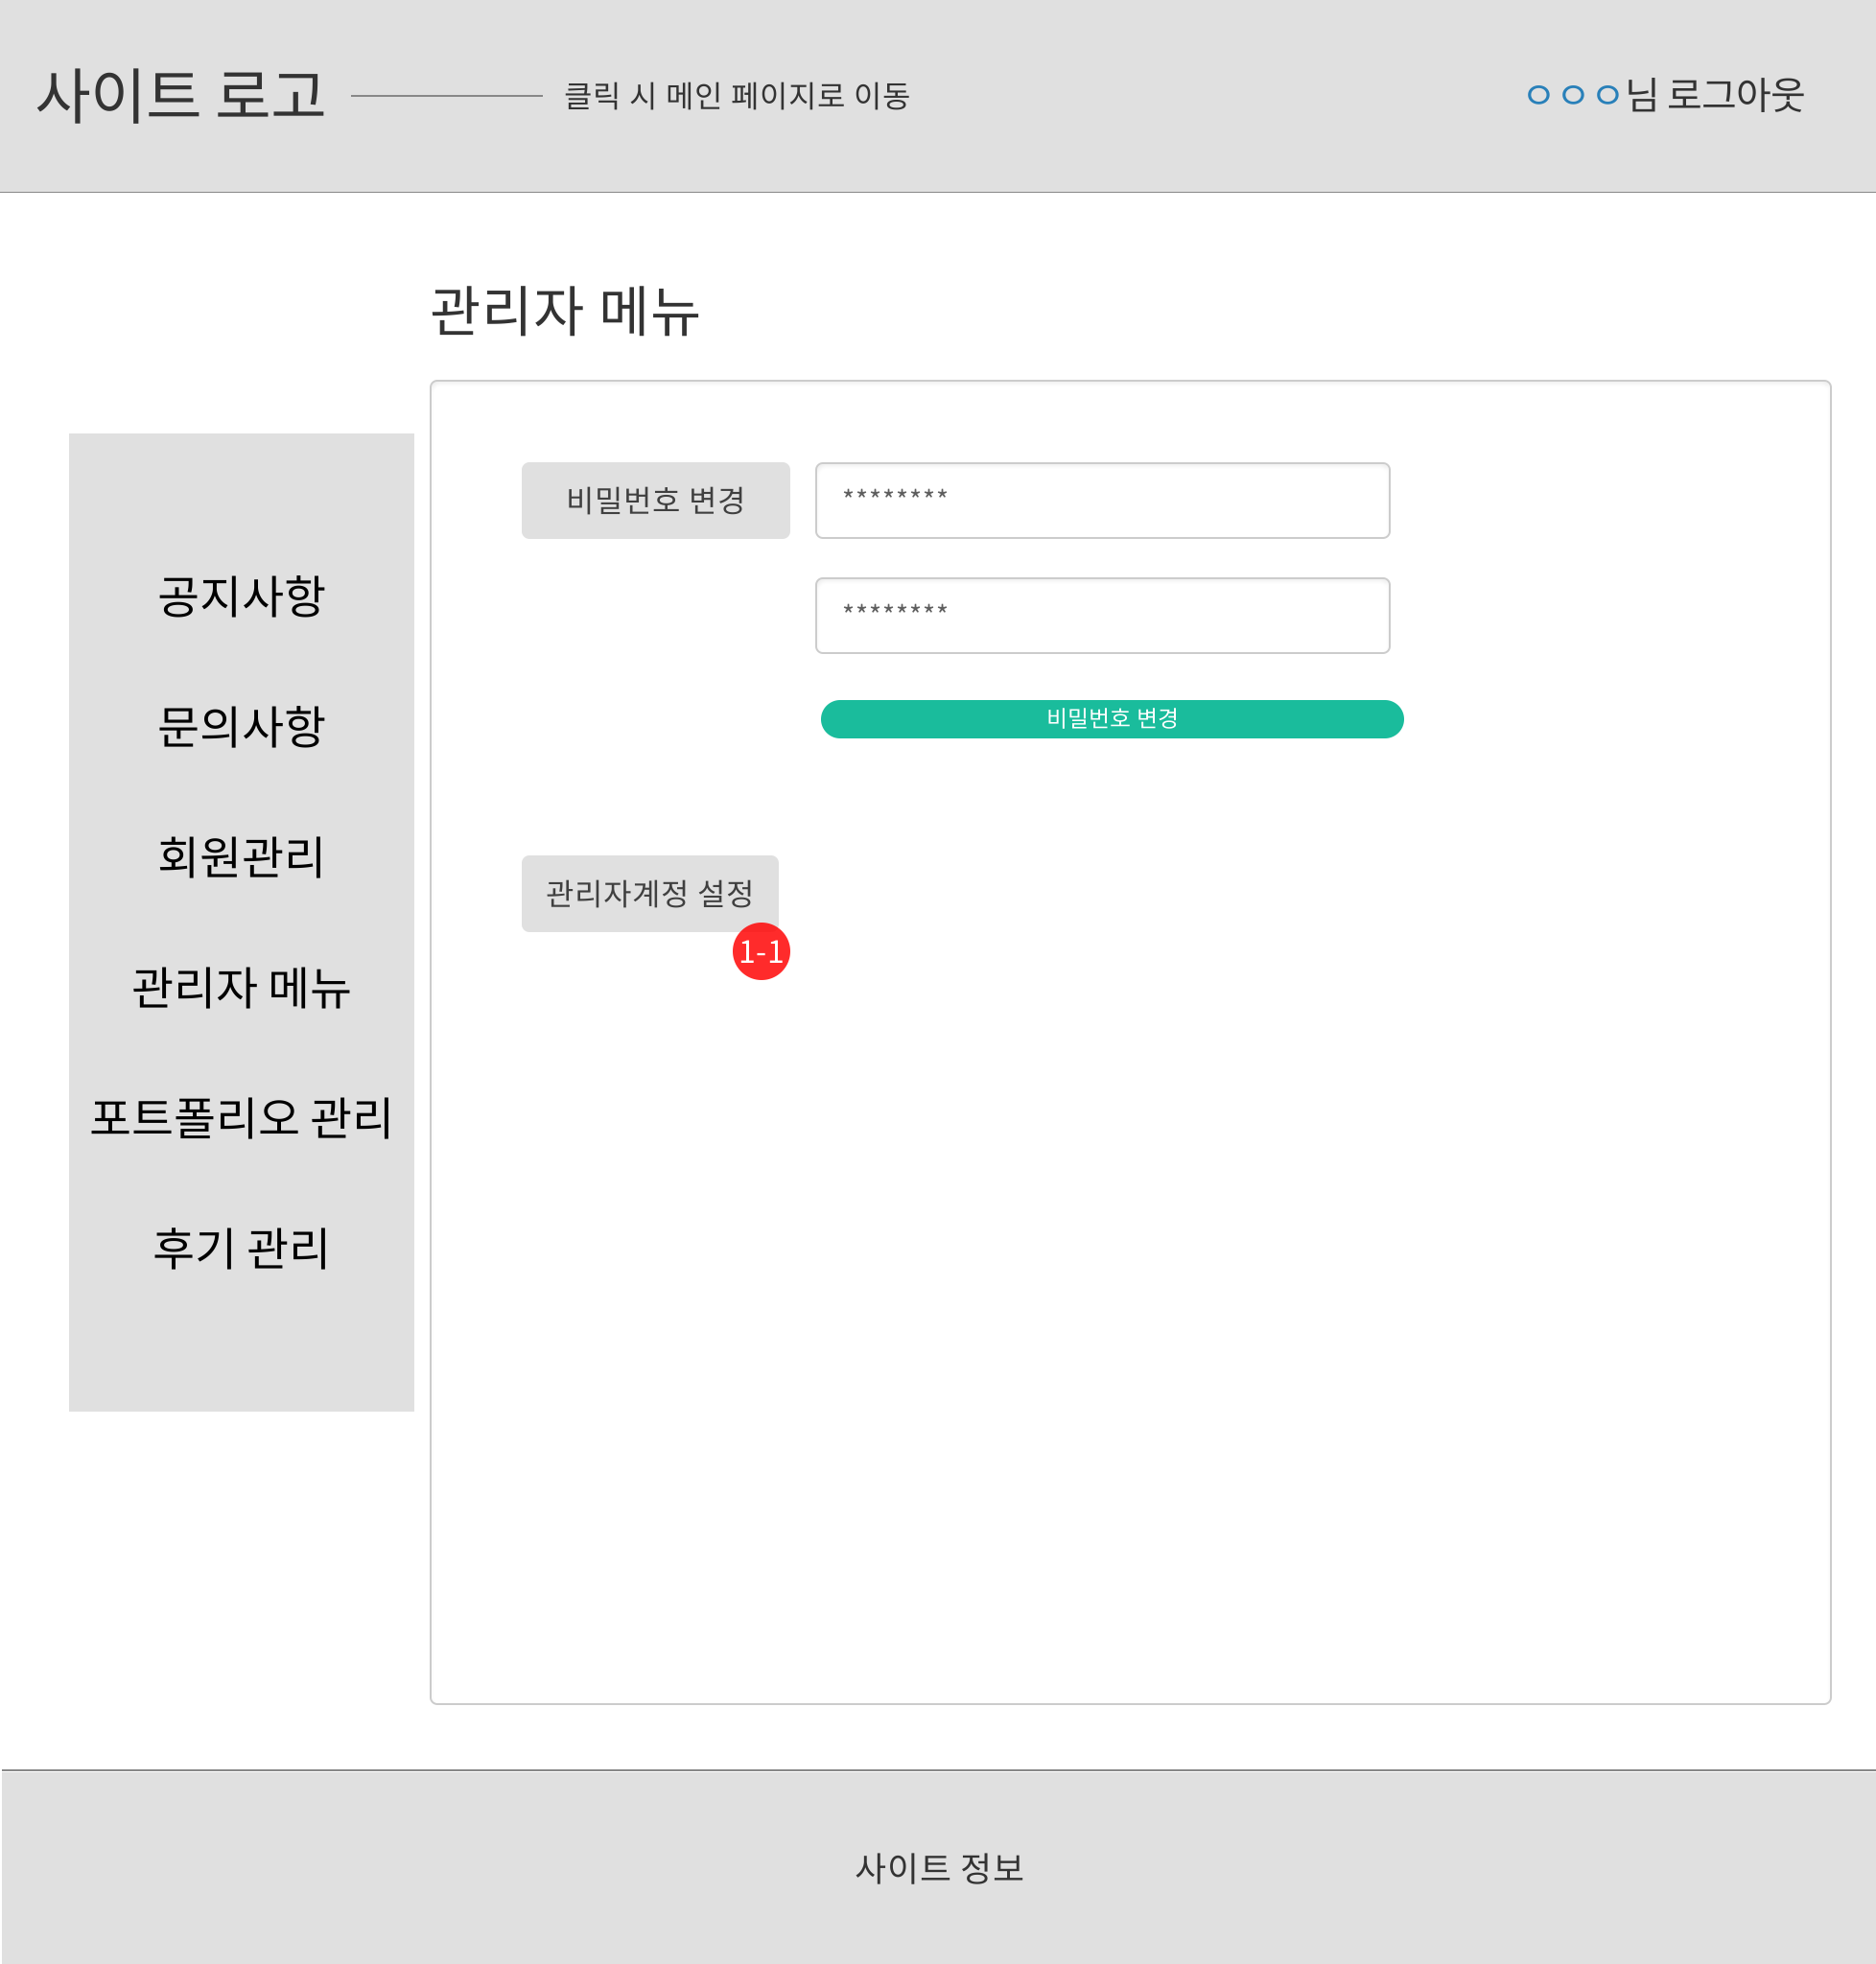 사이트 로고
클릭 시 메인 페이지로 이동
ㅇㅇㅇ님 로그아웃
관리자 메뉴
공지사항
문의사항
회원관리
관리자 메뉴
포트폴리오 관리
후기 관리
비밀번호 변경
********
********
비밀번호 변경
관리자계정 설정
1-1
사이트 정보